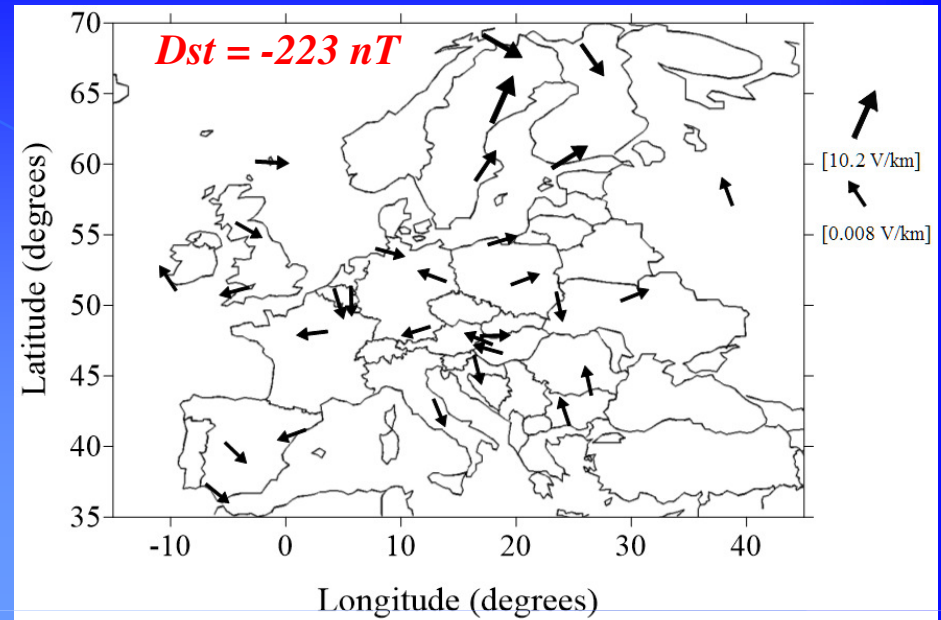 Dst = -223 nT
70
65
60
55
50
45
40
35
-10 0 10 20 30 40
Latitude (degrees)
Longitude (degrees)
[10.2 V/km]
[0.008 V/km]